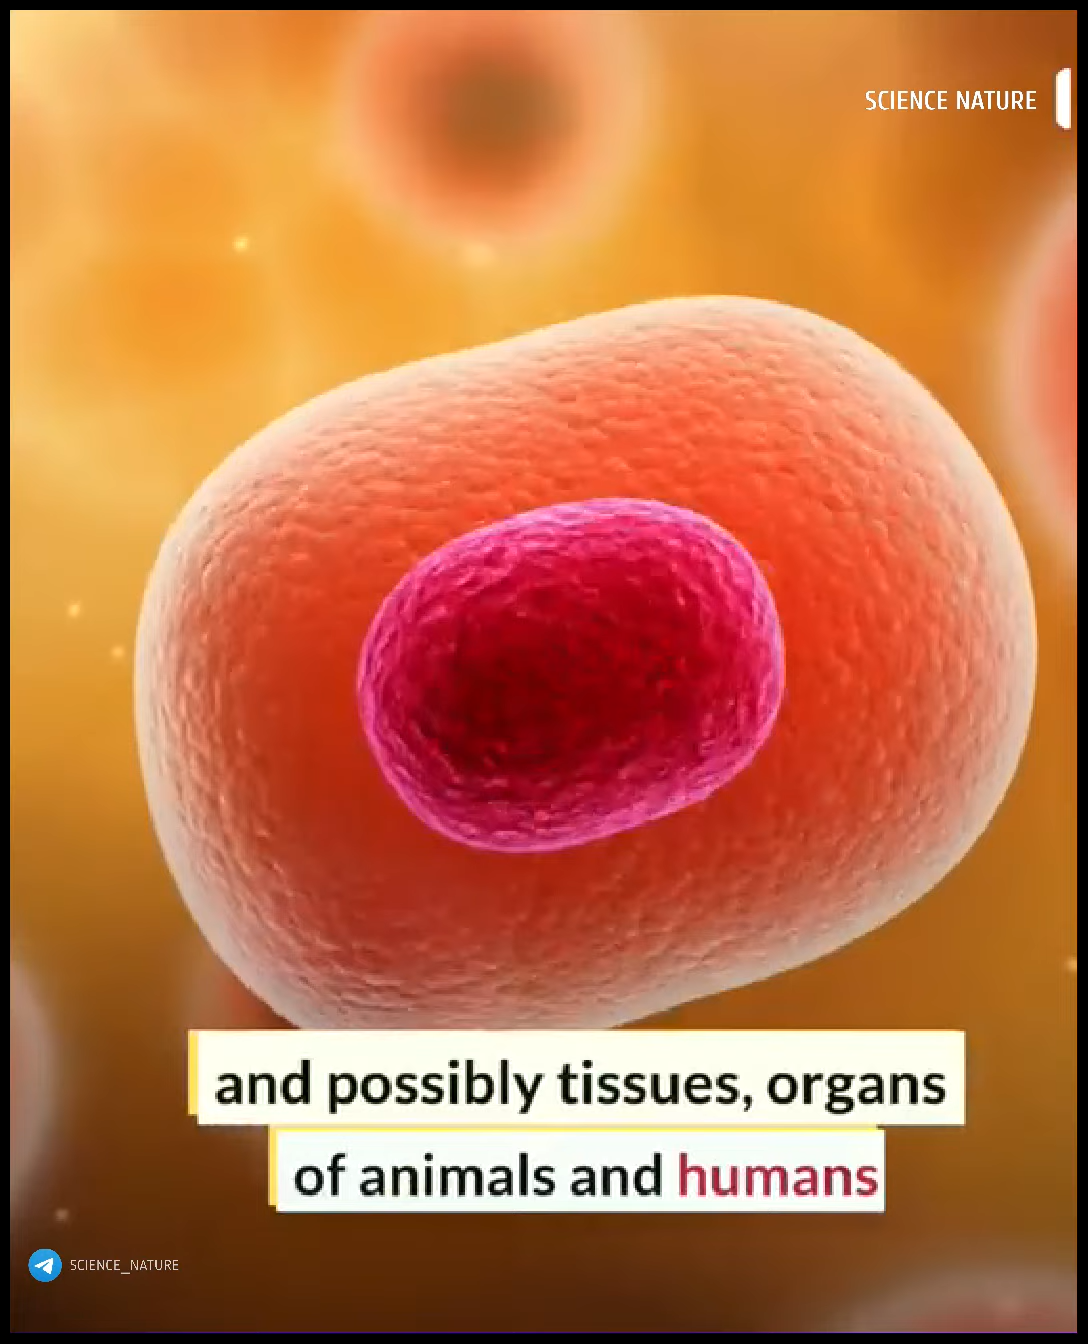 SCIENCE NATURE
and possibly tissues, organs
of animals and humans
SCIENCE_NATURE